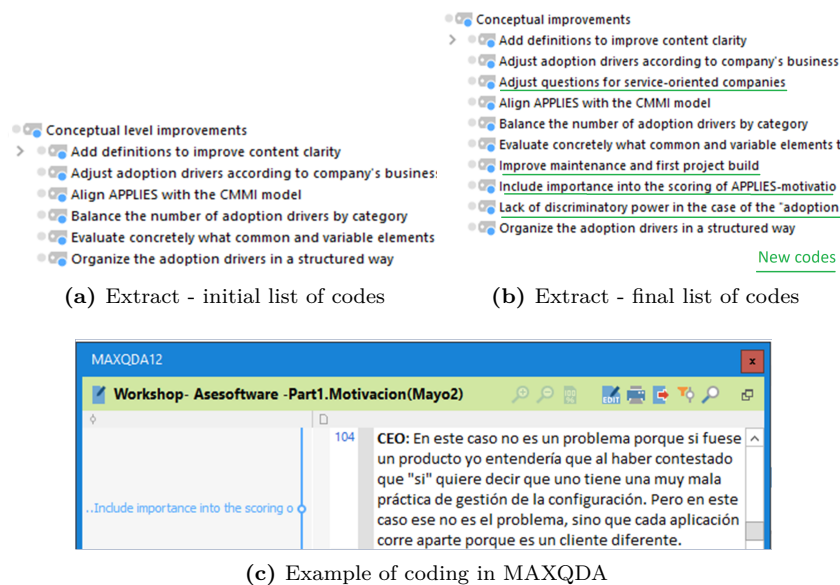 Conceptual level improvements
Add definitions to improve content clarity
Adjust adoption drivers according to company's busines
Align APPLIES with the CMMI model
Balance the number of adoption drivers by category
Evaluate concretely what common and variable elements
Organize the adoption drivers in a structured way
(a) Extract - initial list of codes
Conceptual improvements
Add definitions to improve content clarity
Adjust adoption drivers according to company's business
Adjust questions for service-oriented companies
Align APPLIES with the CMMI model
Balance the number of adoption drivers by category
Evaluate concretely what common and variable elements t
Improve maintenance and first project build
Include importance into the scoring of APPLIES-motivatio
Lack of discriminatory power in the case of the "adoption
Organize the adoption drivers in a structured way
New codes
(b) Extract - final list of codes
MAXQDA12
x
Workshop- Asesoftware -Part1.Motivacion(Mayo2)
100 %
EDIT
104
CEO: En este caso no es un problema porque si fuese
un producto yo entendería que al haber contestado
que "si" quiere decir que uno tiene una muy mala
práctica de gestión de la configuración. Pero en este
caso ese no es el problema, sino que cada aplicación
corre aparte porque es un cliente diferente.
..Include importance into the scoring o
(c) Example of coding in MAXQDA